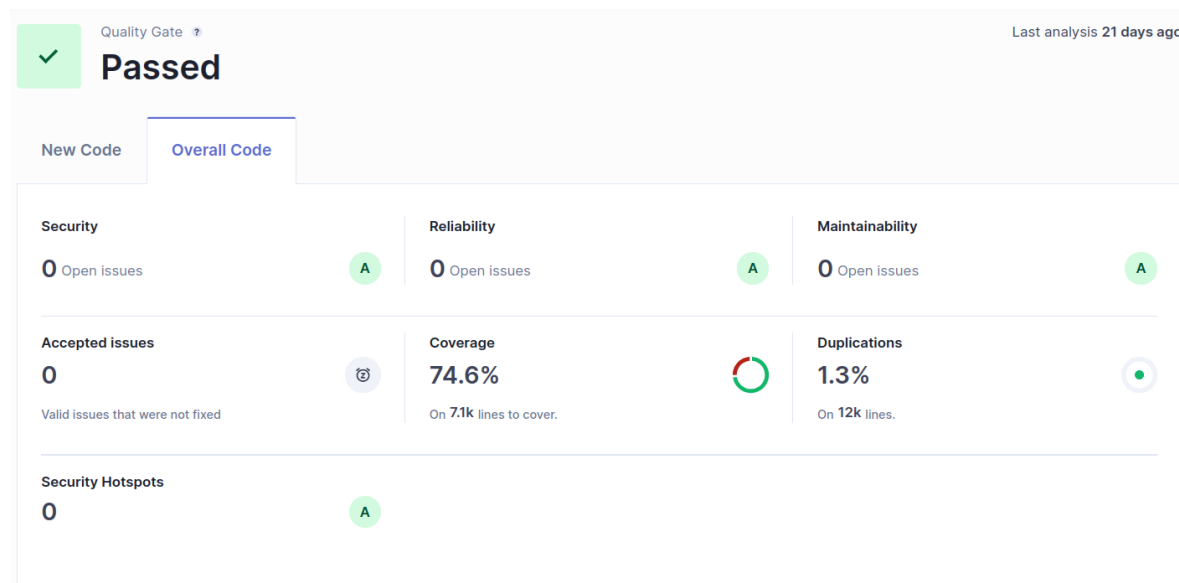 Quality Gate ?
Last analysis 21 days ago
Passed
New Code
Overall Code
Security
0 Open issues
A
Reliability
0 Open issues
A
Maintainability
0 Open issues
A
Accepted issues
0
Valid issues that were not fixed
Coverage
74.6%
On 7.1k lines to cover.
Duplications
1.3%
On 12k lines.
Security Hotspots
0
A